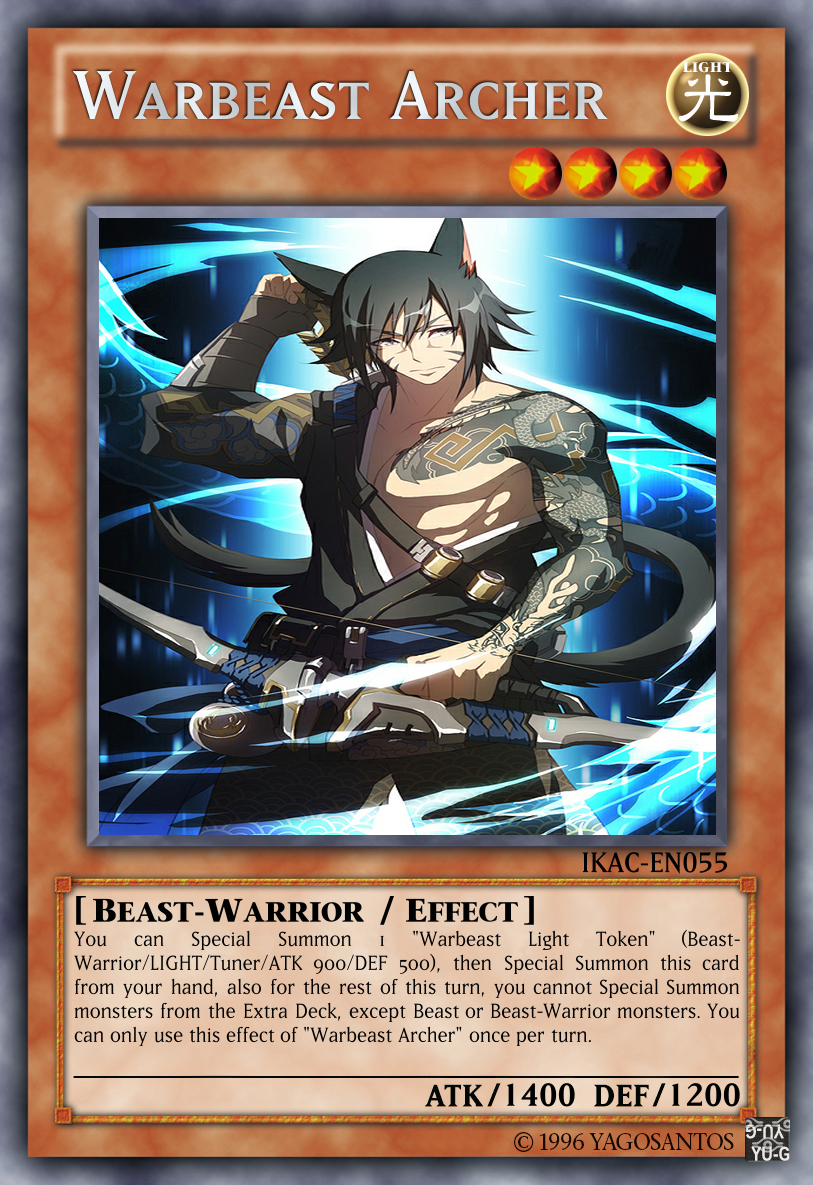 Warbeast Archer
LIGHT
光
IKAC-EN055
[ Beast-Warrior / Effect ]
You can Special Summon 1 "Warbeast Light Token" (Beast-
Warrior/LIGHT/Tuner/ATK 900/DEF 500), then Special Summon this card
from your hand, also for the rest of this turn, you cannot Special Summon
monsters from the Extra Deck, except Beast or Beast-Warrior monsters. You
can only use this effect of "Warbeast Archer" once per turn.
ATK/1400 DEF/1200
© 1996 YAGOSANTOS
YU-G